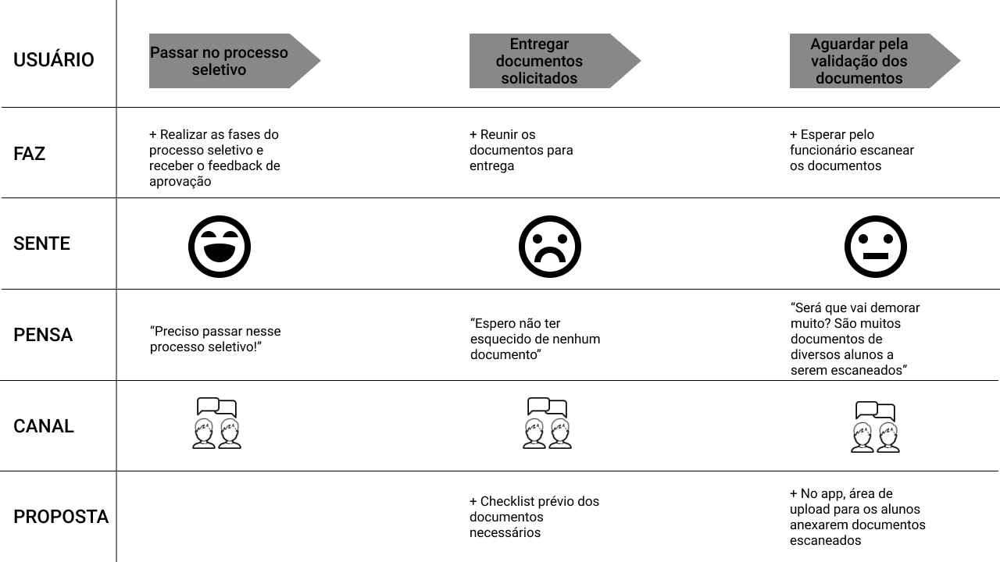 USUÁRIO
Passar no processo
seletivo
Entregar
documentos
solicitados
Aguardar pela
validação dos
documentos
FAZ
+ Realizar as fases do
processo seletivo e
receber o feedback de
aprovação
+ Reunir os
documentos para
entrega
+ Esperar pelo
funcionário escanear
os documentos
SENTE
PENSA
“Preciso passar nesse
processo seletivo!”
“Espero não ter
esquecido de nenhum
documento”
“Será que vai demorar
muito? São muitos
documentos de
diversos alunos a
serem escaneados”
CANAL
PROPOSTA
+ Checklist prévio dos
documentos
necessários
+ No app, área de
upload para os alunos
anexarem documentos
escaneados